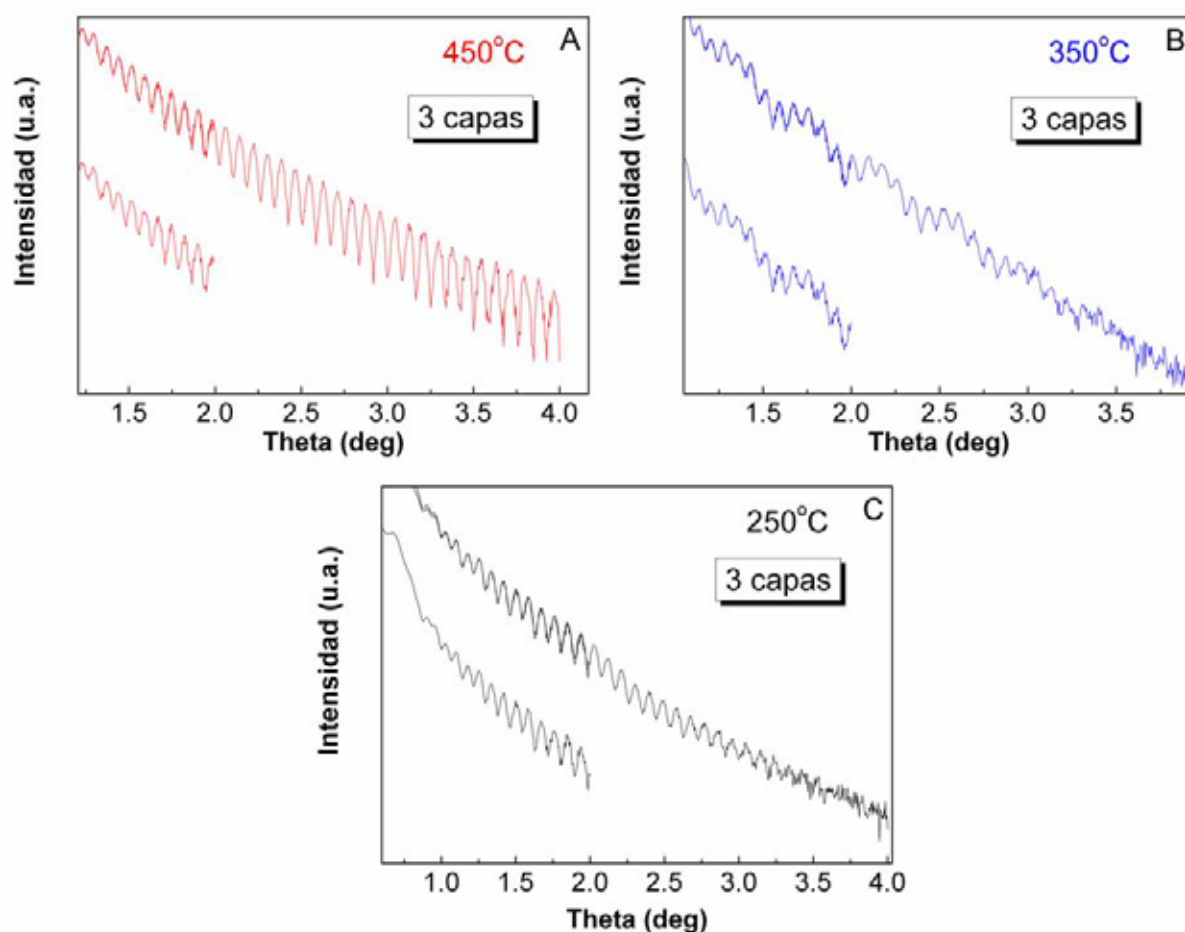 450°C
A
3 capas
Intensidad (u.a.)
1.5 2.0 2.5 3.0 3.5 4.0
Theta (deg)
350°C
B
3 capas
Intensidad (u.a.)
1.5 2.0 2.5 3.0 3.5
Theta (deg)
250°C
C
3 capas
Intensidad (u.a.)
1.0 1.5 2.0 2.5 3.0 3.5 4.0
Theta (deg)